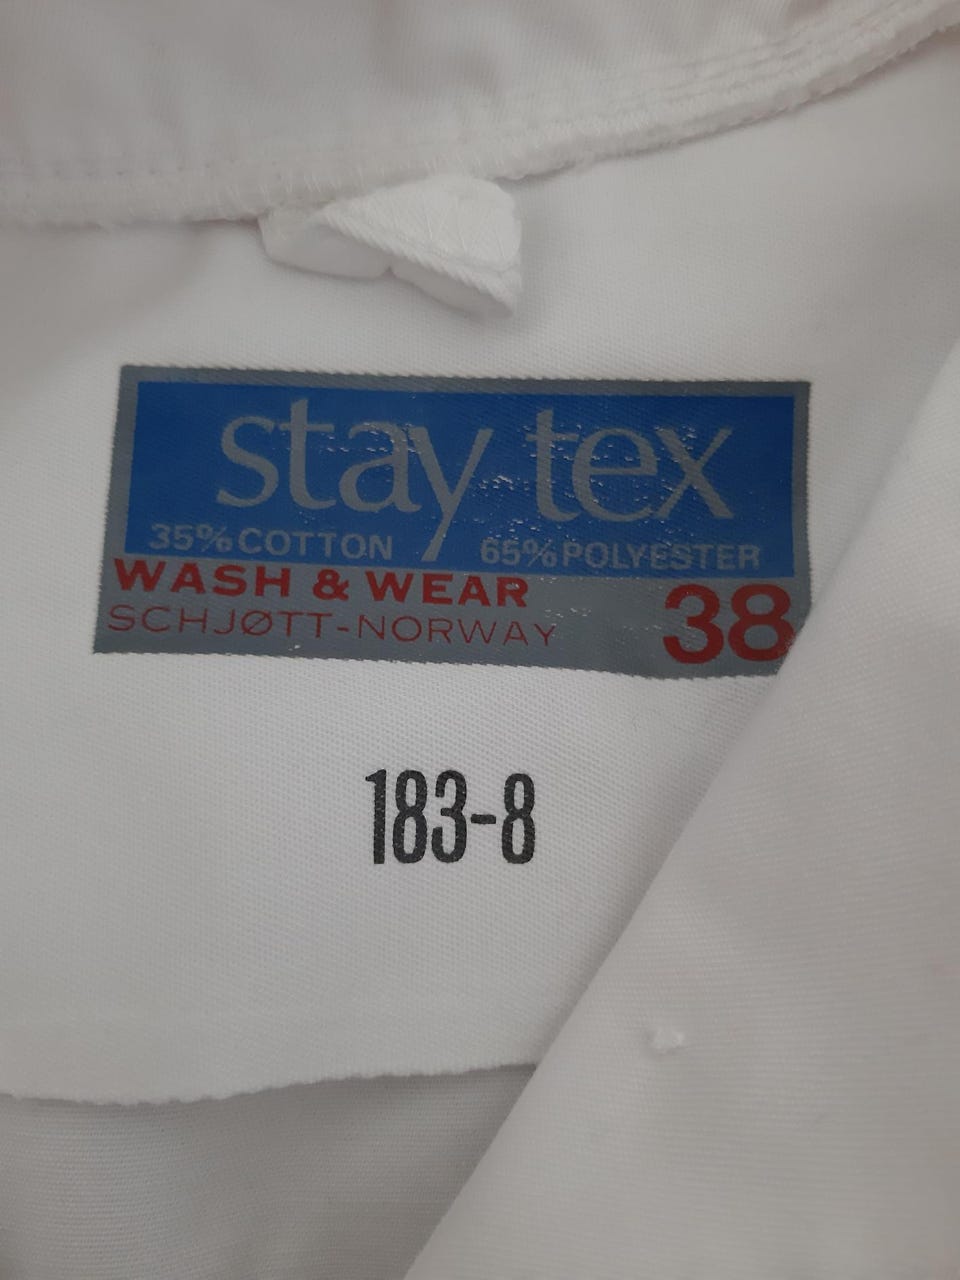 stay tex
35% COTTON 65% POLYESTER
WASH & WEAR
SCHJØTT-NORWAY 38
183-8